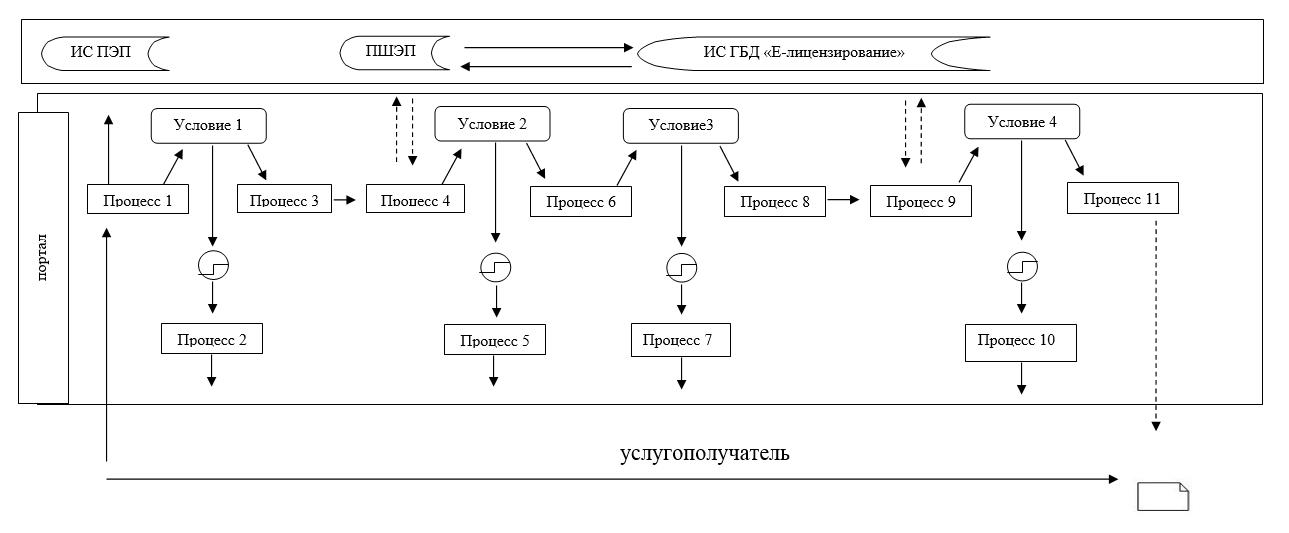 ИС ПЭП
ПШЭП
ИС ГБД «Е-лицензирование»
Условие 1
Условие 2
Условие3
Условие 4
Процесс 1
Процесс 3
Процесс 4
Процесс 6
Процесс 8
Процесс 9
Процесс 11
портал
Процесс 2
Процесс 5
Процесс 7
Процесс 10
услугополучатель